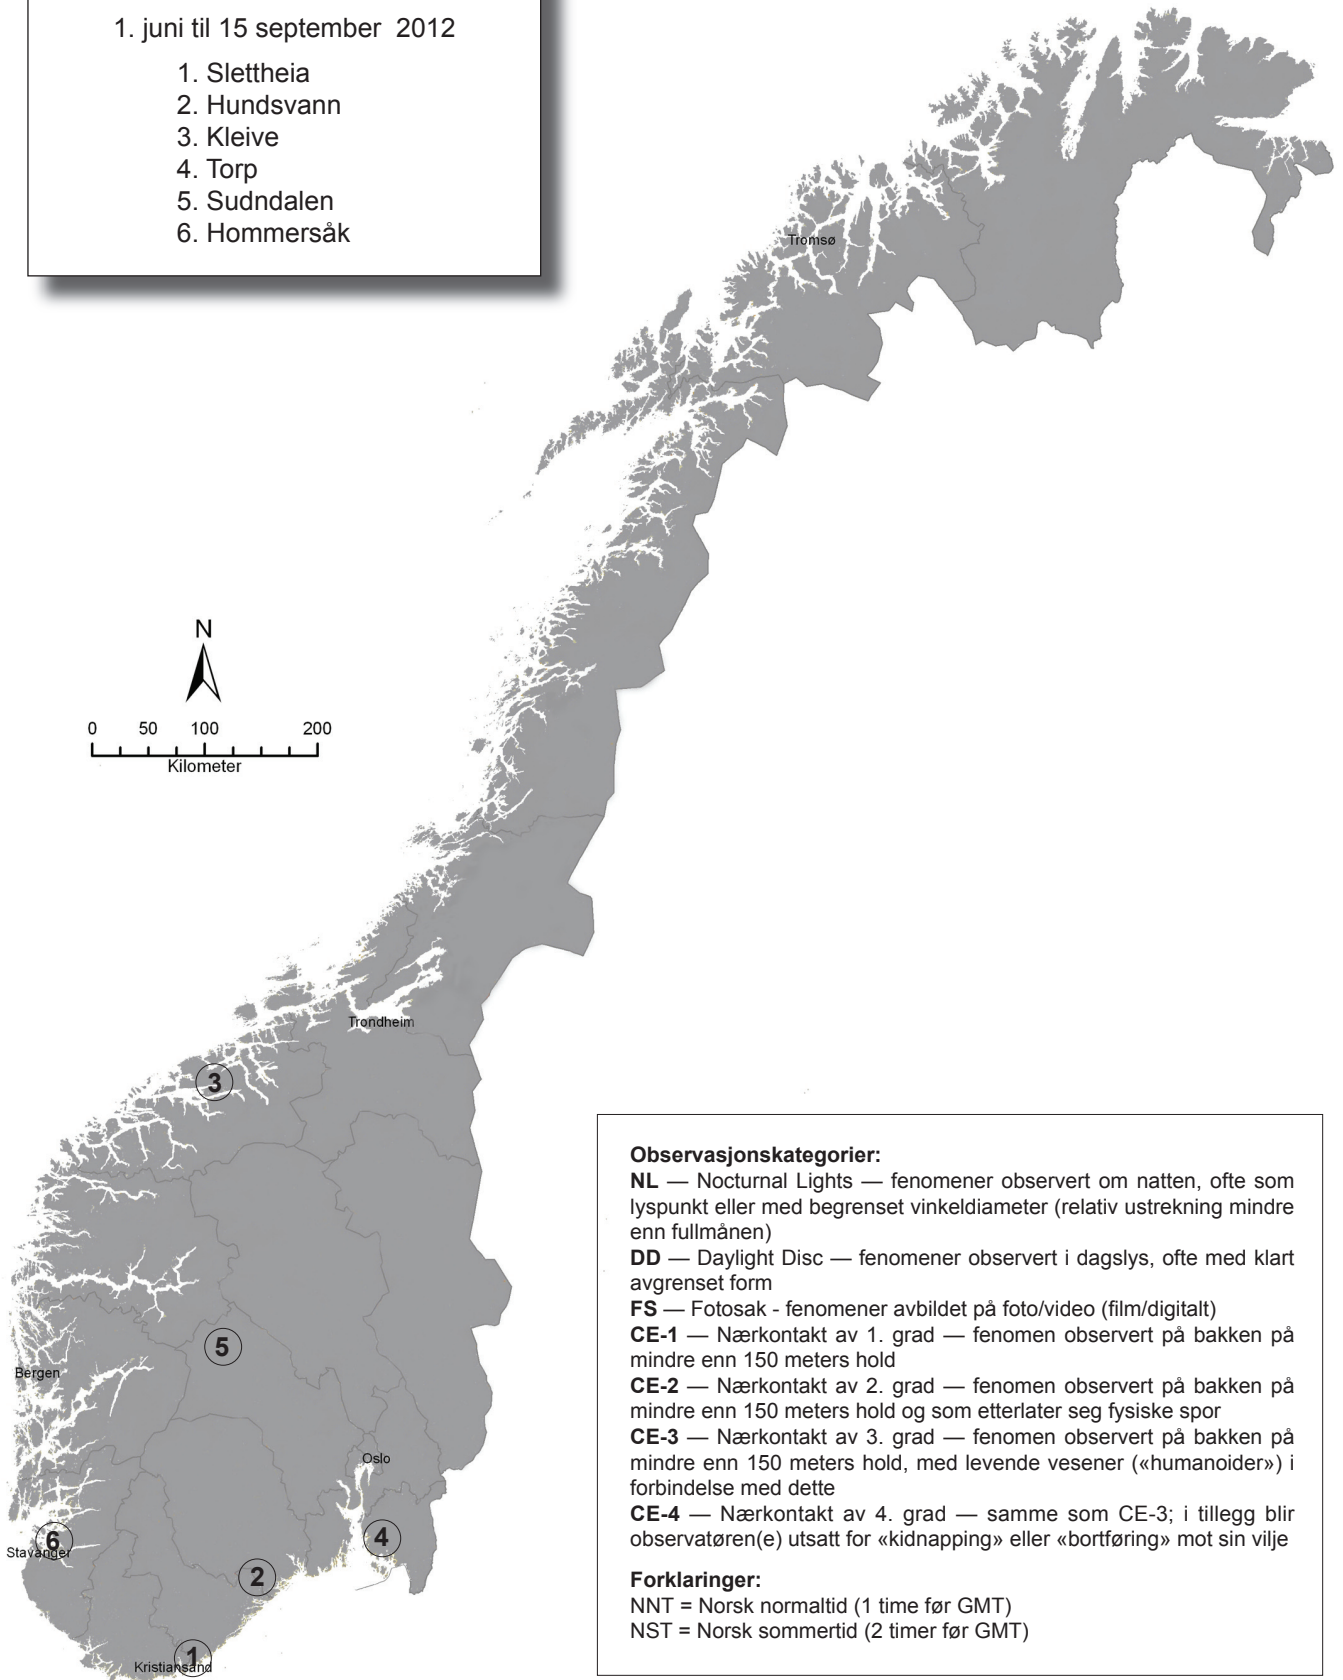 1. juni til 15 september 2012
1. Slettheia
2. Hundsvann
3. Kleive
4. Torp
5. Sudndalen
6. Hommersåk
Tromsø
N
0 50 100 200
Kilometer
Trondheim
3
5
Bergen
Oslo
6
Stavanger
4
2
1
Kristiansand
Observasjonskategorier:
NL — Nocturnal Lights — fenomener observert om natten, ofte som
lyspunkt eller med begrenset vinkeldiameter (relativ ustrekning mindre
enn fullmånen)
DD — Daylight Disc — fenomener observert i dagslys, ofte med klart
avgrenset form
FS — Fotosak - fenomener avbildet på foto/video (film/digitalt)
CE-1 — Nærkontakt av 1. grad — fenomen observert på bakken på
mindre enn 150 meters hold
CE-2 — Nærkontakt av 2. grad — fenomen observert på bakken på
mindre enn 150 meters hold og som etterlater seg fysiske spor
CE-3 — Nærkontakt av 3. grad — fenomen observert på bakken på
mindre enn 150 meters hold, med levende vesener («humanoider») i
forbindelse med dette
CE-4 — Nærkontakt av 4. grad — samme som CE-3; i tillegg blir
observatøren(e) utsatt for «kidnapping» eller «bortføring» mot sin vilje
Forklaringer:
NNT = Norsk normaltid (1 time før GMT)
NST = Norsk sommertid (2 timer før GMT)